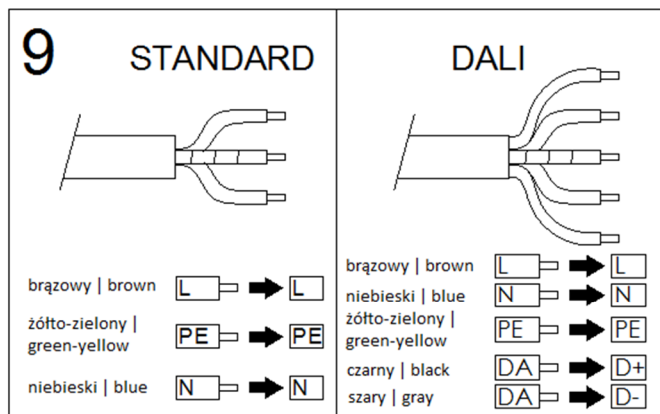 9 STANDARD
brązowy | brown L L
żółto-zielony |
green-yellow PE PE
niebieski | blue N N
DALI
brązowy | brown L L
niebieski | blue N N
żółto-zielony |
green-yellow PE PE
czarny | black DA D+
szary | gray DA D-